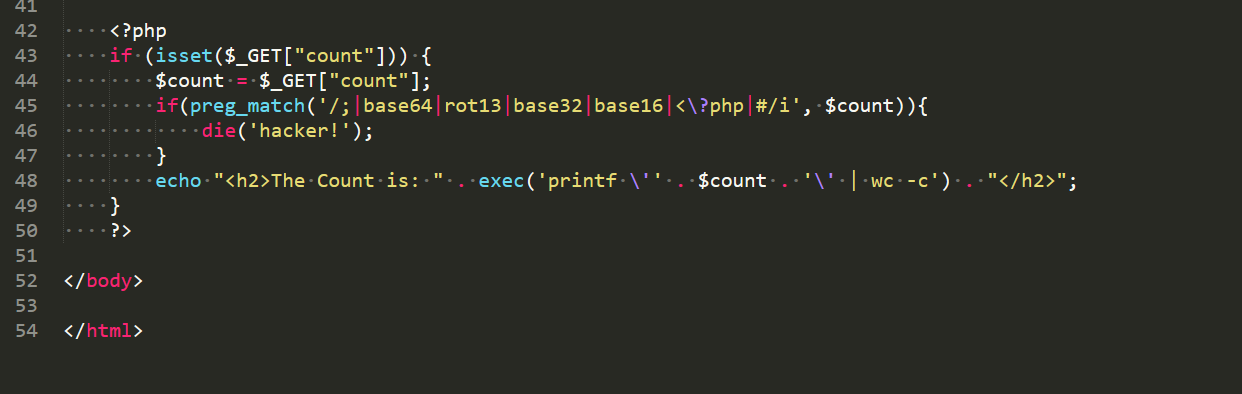 41
42 <?php
43 if (isset($_GET["count"])) {
44 $count = $_GET["count"];
45 if(preg_match('/;|base64|rot13|base32|base16|<\?php|#/i', $count)){
46 die('hacker!');
47 }
48 echo "<h2>The Count is: " . exec('printf \'' . $count . '\' | wc -c') . "</h2>";
49 }
50 ?>
51
52 </body>
53
54 </html>